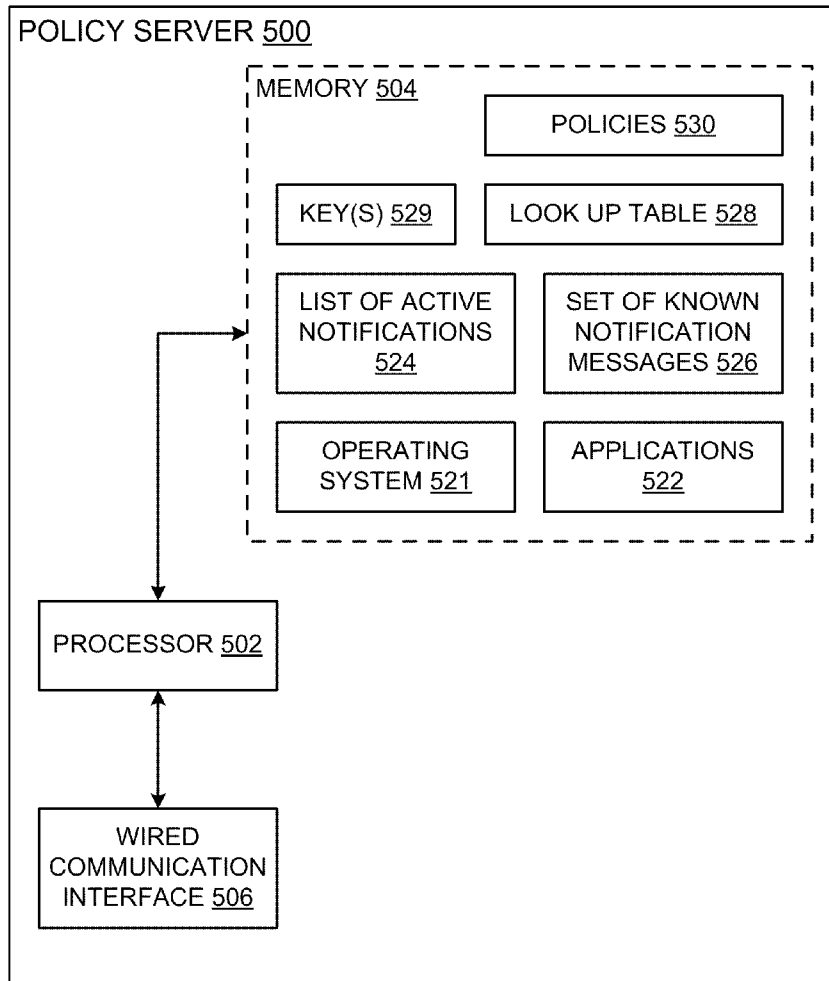 POLICY SERVER 500
MEMORY 504
POLICIES 530
KEY(S) 529
LOOK UP TABLE 528
LIST OF ACTIVE
NOTIFICATIONS
524
SET OF KNOWN
NOTIFICATION
MESSAGES 526
OPERATING
SYSTEM 521
APPLICATIONS
522
PROCESSOR 502
WIRED
COMMUNICATION
INTERFACE 506